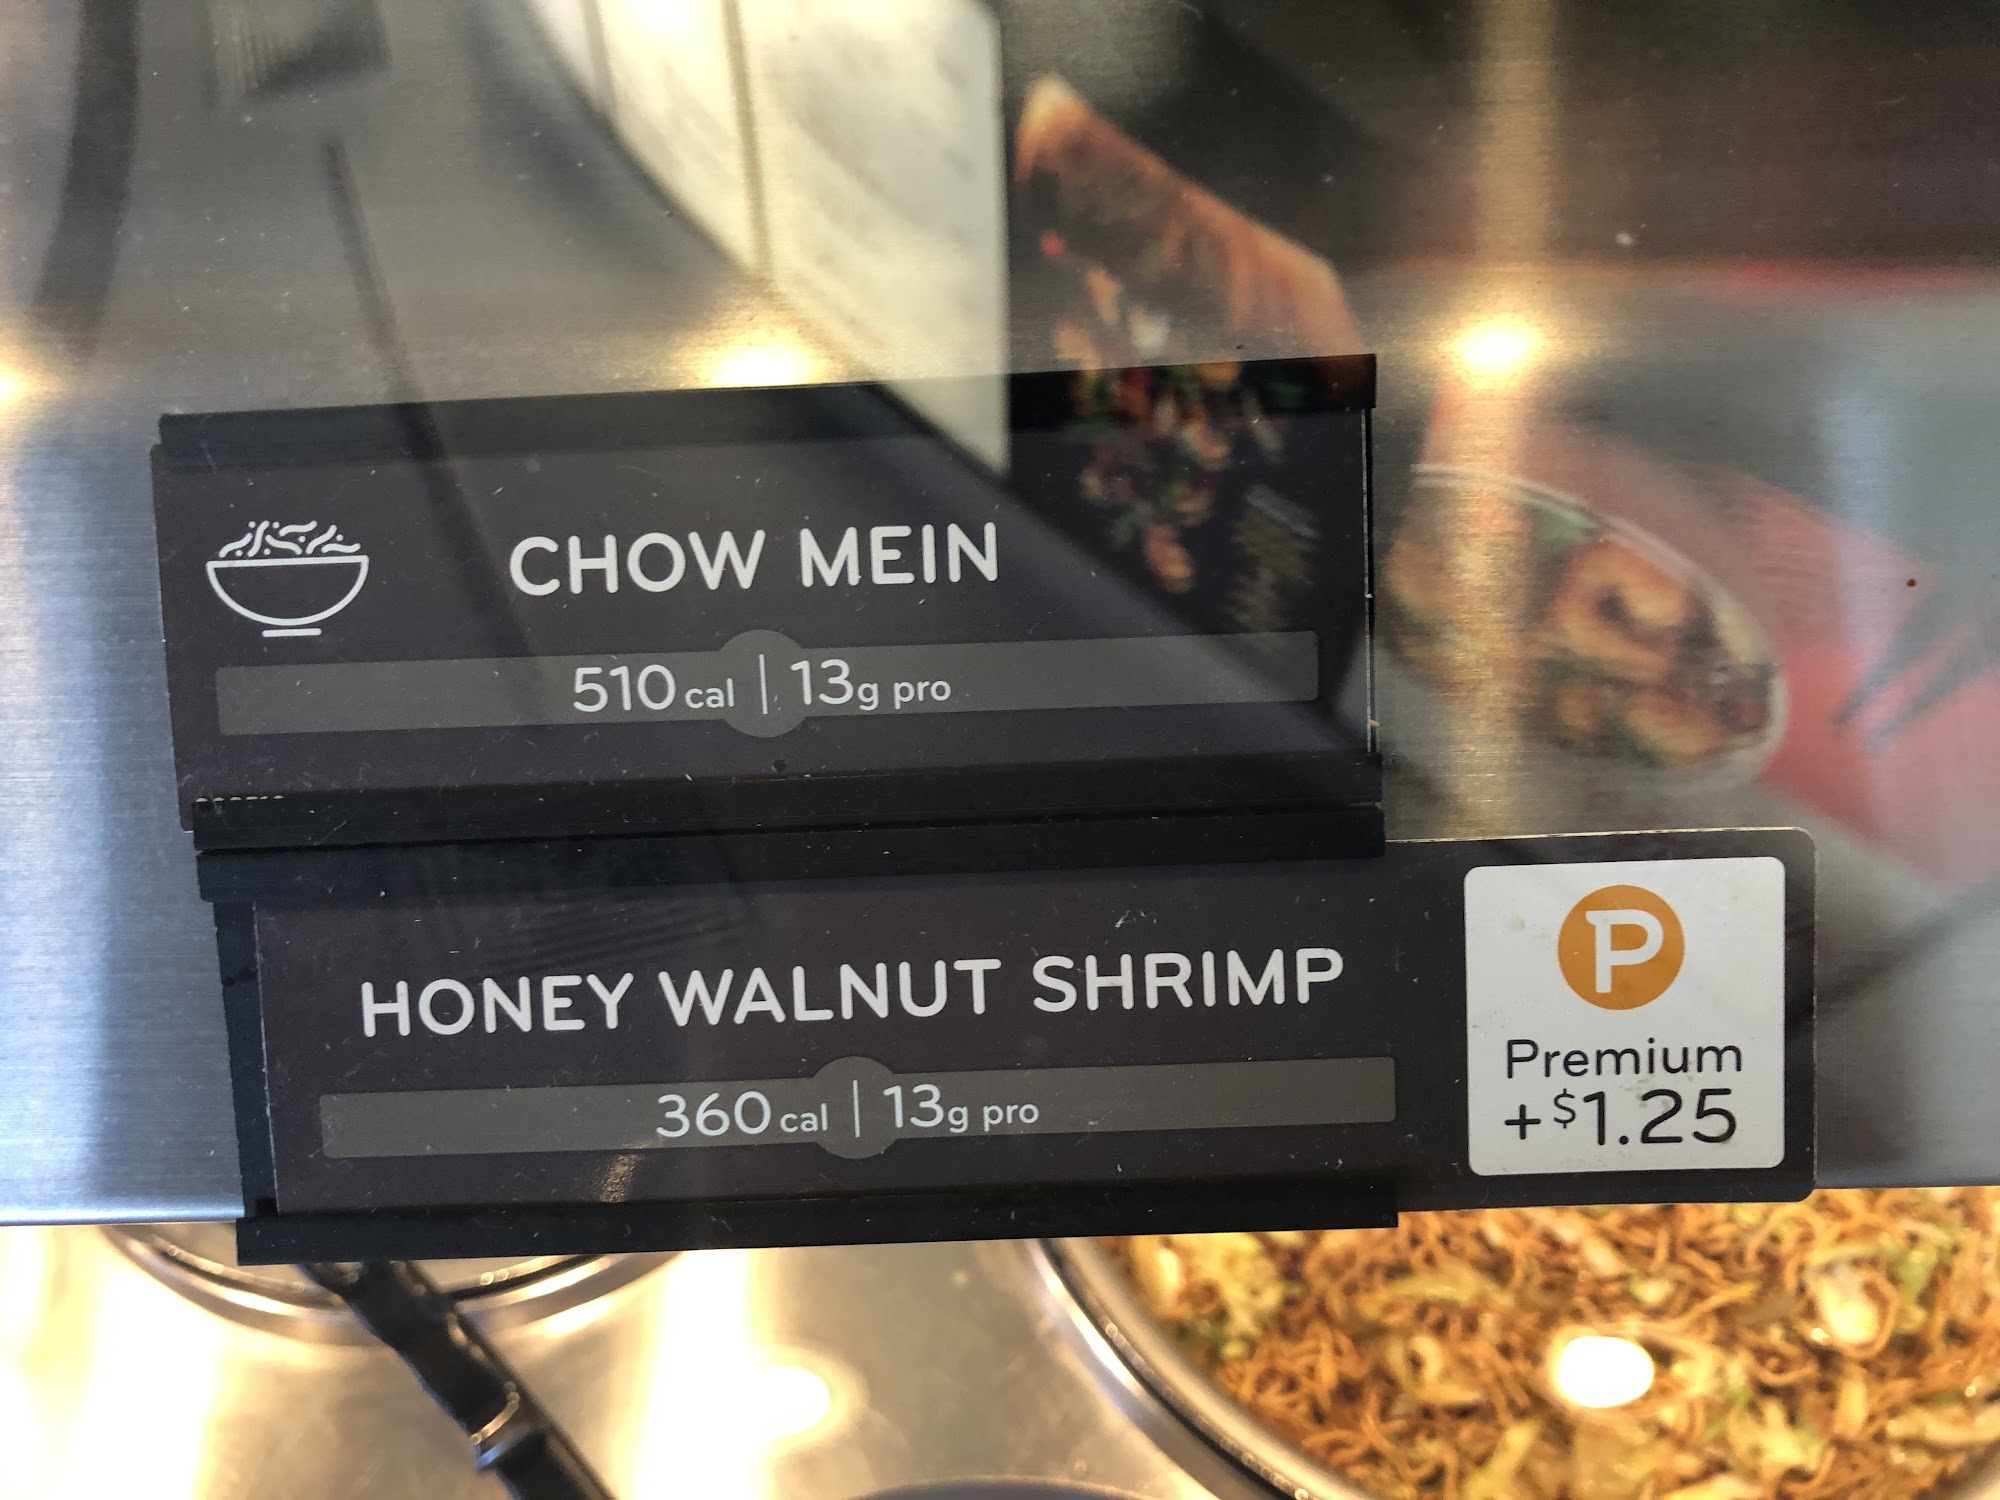 CHOW MEIN
510 cal | 13g pro
HONEY WALNUT SHRIMP
360 cal | 13g pro
P
Premium
+$1.25